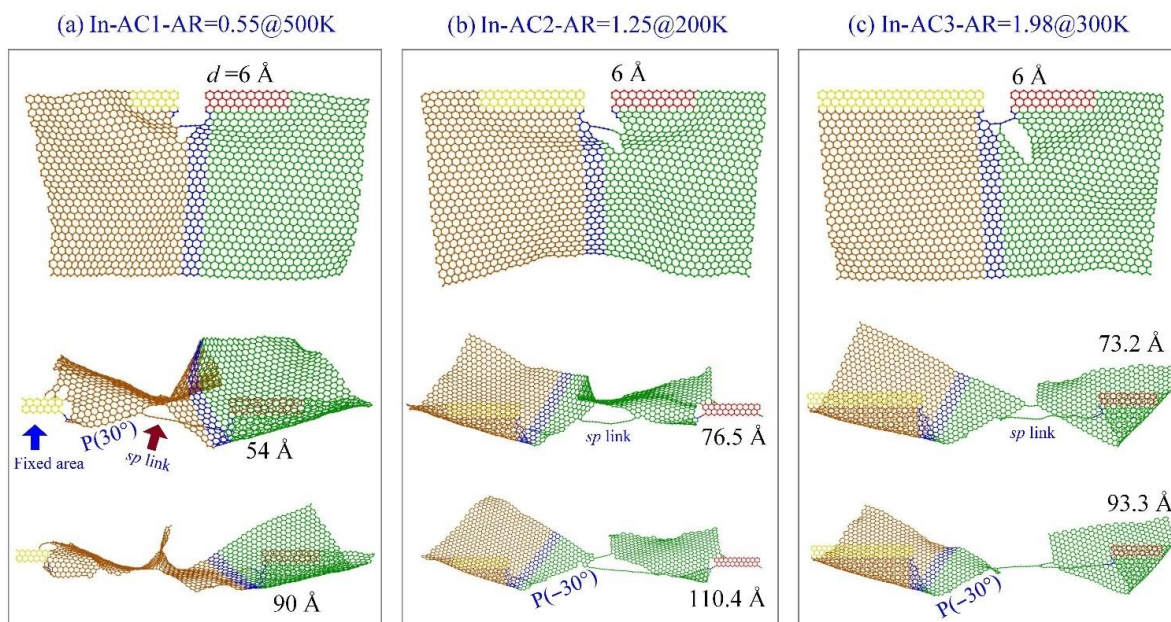 (a) In-AC1-AR=0.55@500K
d =6 Å
P(30°)
Fixed area
sp link
54 Å
90 Å
(b) In-AC2-AR=1.25@200K
6 Å
sp link
76.5 Å
P(−30°)
110.4 Å
(c) In-AC3-AR=1.98@300K
6 Å
73.2 Å
sp link
93.3 Å
P(−30°)